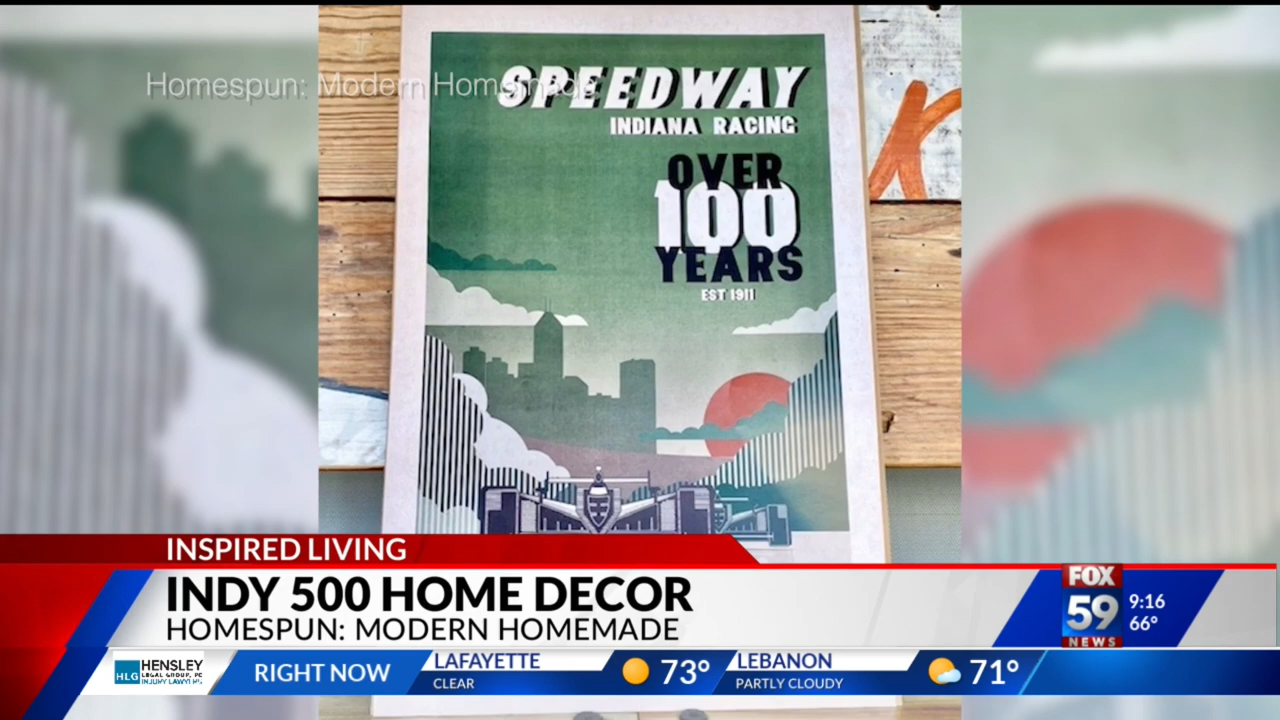 Homespun: Modern Homemade
SPEEDWAY
INDIANA RACING
OVER
100
YEARS
EST 1911
INSPIRED LIVING
INDY 500 HOME DECOR
HOMESPUN: MODERN HOMEMADE
FOX
59
NEWS
9:16
66°
HLG
HENSLEY
LEGAL GROUP, PC
INJURY LAWYERS
RIGHT NOW
LAFAYETTE
CLEAR
73°
LEBANON
PARTLY CLOUDY
71°